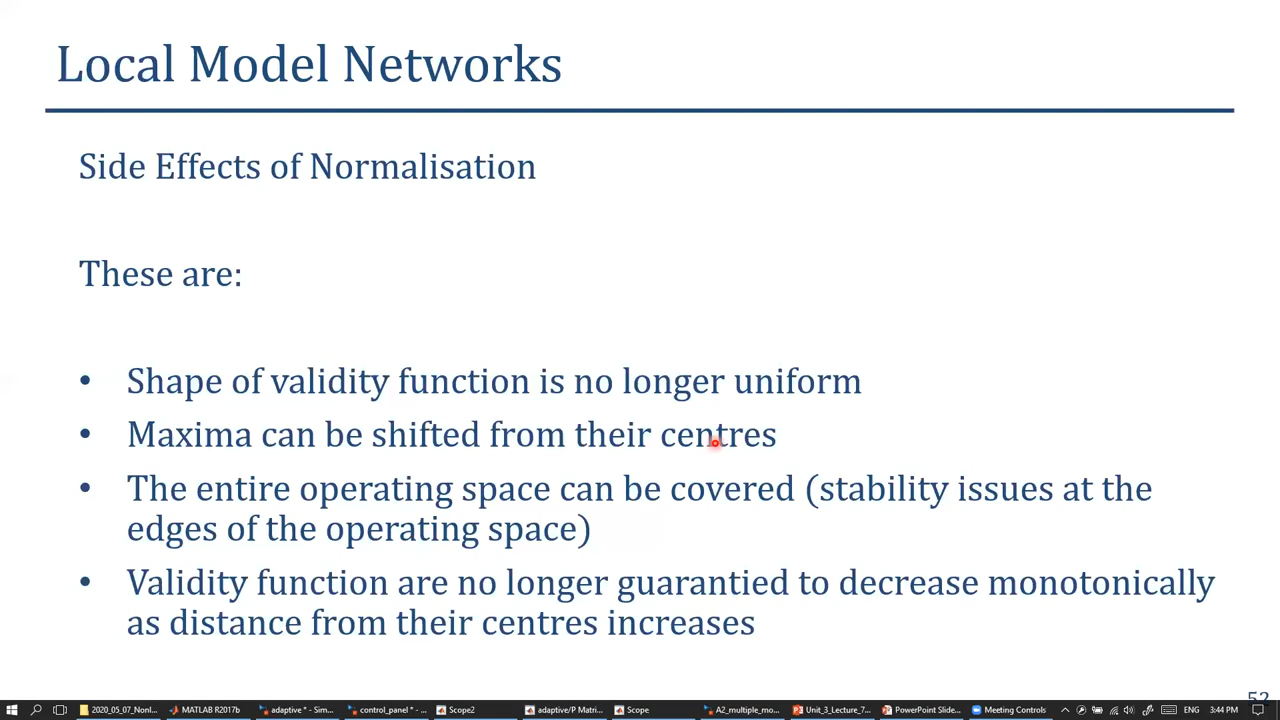 Local Model Networks
Side Effects of Normalisation
These are:
• Shape of validity function is no longer uniform
• Maxima can be shifted from their centres
• The entire operating space can be covered (stability issues at the
edges of the operating space)
• Validity function are no longer guarantied to decrease monotonically
as distance from their centres increases
52
2020_05_07_Nonl... MATLAB R2017b adaptive * - Sim... control_panel * - ... Scope2 adaptive/P Matri... Scope A2_multiple_mo... Unit_3_Lecture_7... PowerPoint Slide... Meeting Controls ENG 3:44 PM